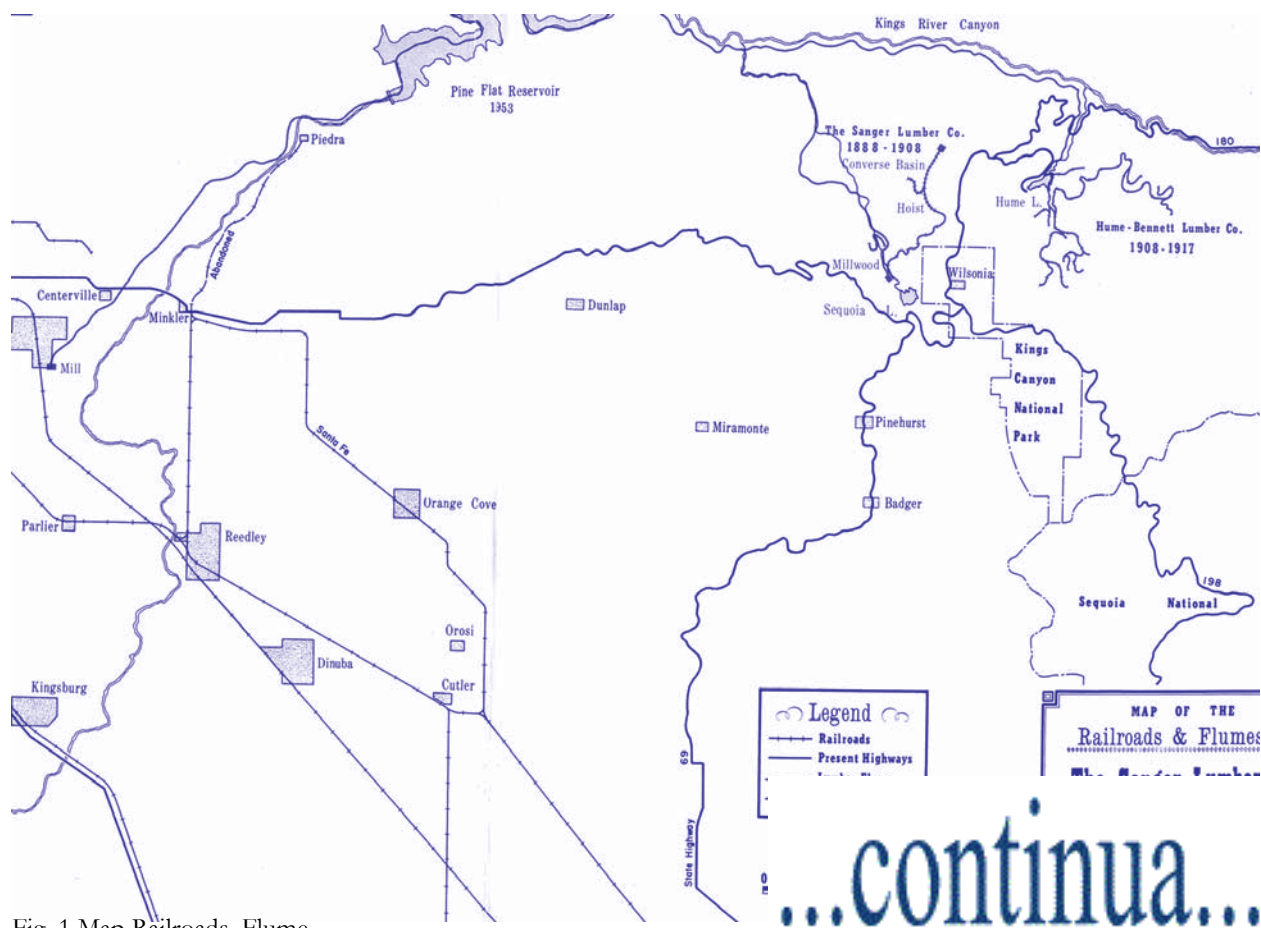 Kings River Canyon
Pine Flat Reservoir
1953
Piedra
The Sanger Lumber Co.
1888 - 1908
Converse Basin
Hoist
180
Hume L.
Hume - Bennett Lumber Co.
1908 - 1917
Abandoned
Millwood
Wilsonia
Centerville
Minkler
Dunlap
Sequoia L.
Mill
Kings
Canyon
National
Park
Santa Fe
Miramonte
Pinehurst
Orange Cove
Badger
Parlier
Reedley
198
Sequoia National
Orosi
Dinuba
Cutler
Kingsburg
69
State Highway
Legend
Railroads
Present Highways
MAP OF THE
Railroads & Flumes
The Sanger Lumber
...continua...
Fig. 1 Map Railroads, Flume